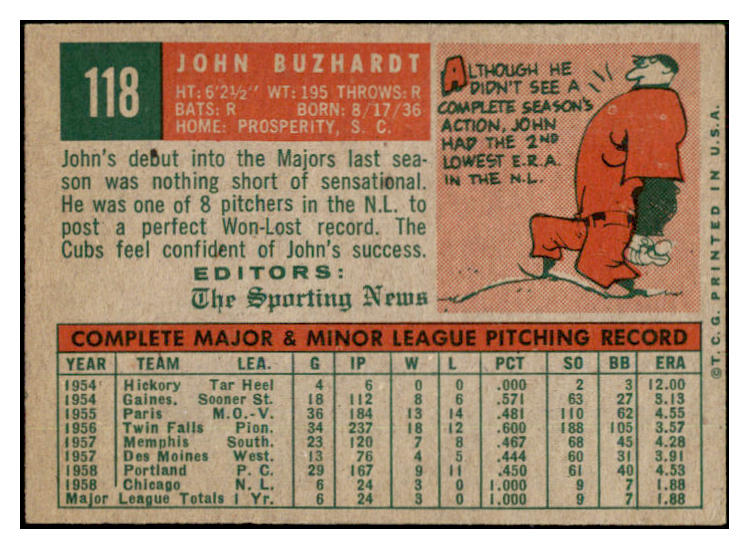 118
JOHN BUZHARDT
HT: 6'2½" WT: 195 THROWS: R
BATS: R BORN: 8/17/36
HOME: PROSPERITY, S. C.
John's debut into the Majors last sea-
son was nothing short of sensational.
He was one of 8 pitchers in the N.L. to
post a perfect Won-Lost record. The
Cubs feel confident of John's success.
EDITORS:
The Sporting News
ALTHOUGH HE
DIDN'T SEE A
COMPLETE SEASON'S
ACTION, JOHN
HAD THE 2ND
LOWEST E.R.A.
IN THE N.L.
COMPLETE MAJOR & MINOR LEAGUE PITCHING RECORD
YEAR TEAM LEA. G IP W L PCT SO BB ERA
1954 Hickory Tar Heel 4 6 0 0 .000 2 3 12.00
1954 Gaines. Sooner St. 18 112 8 6 .571 63 27 3.13
1955 Paris M.O.-V. 36 184 13 14 .481 110 62 4.55
1956 Twin Falls Pion. 34 237 18 12 .600 188 105 3.57
1957 Memphis South. 23 120 7 8 .467 68 45 4.28
1957 Des Moines West. 13 76 4 5 .444 60 31 3.91
1958 Portland P. C. 29 167 9 11 .450 61 40 4.53
1958 Chicago N. L. 6 24 3 0 1.000 9 7 1.88
Major League Totals 1 Yr. 6 24 3 0 1.000 9 7 1.88
© T. C. G. PRINTED IN U.S.A.